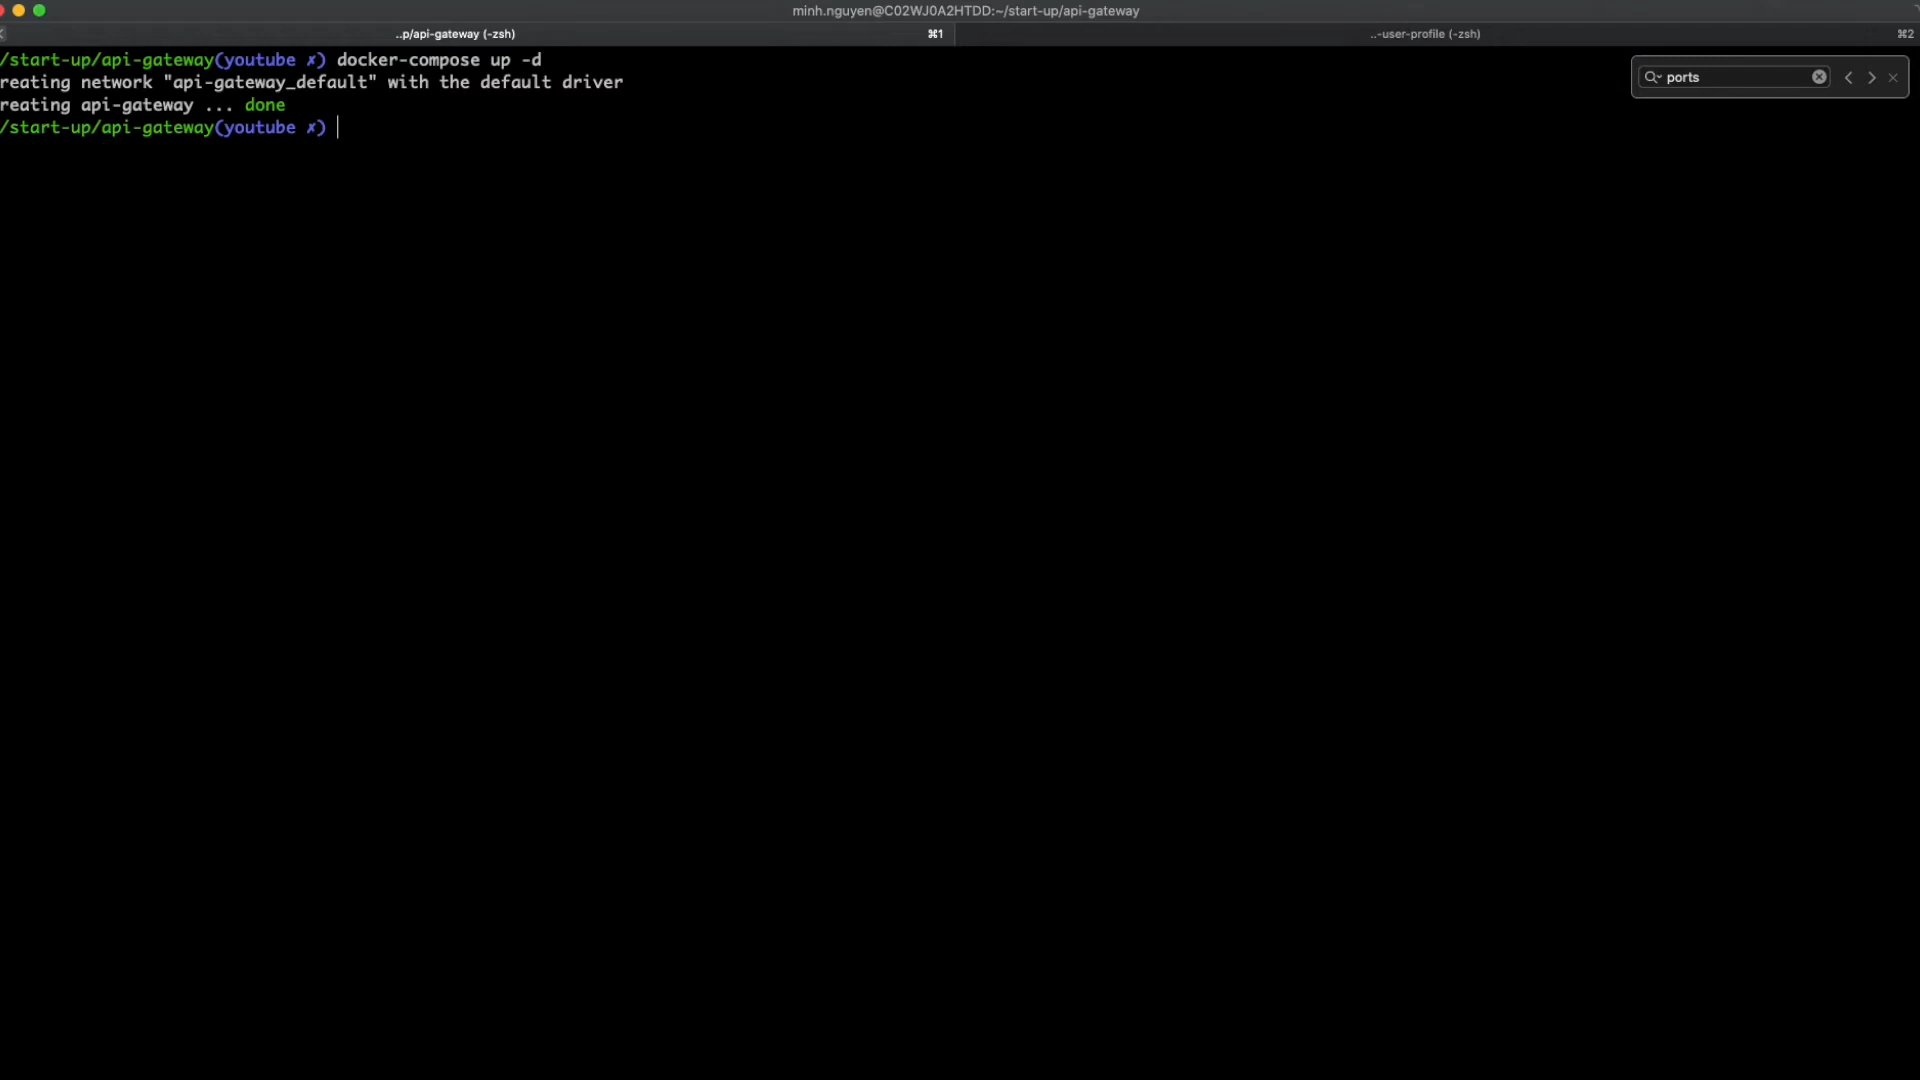 minh.nguyen@C02WJ0A2HTDD:~/start-up/api-gateway
..p/api-gateway (-zsh) ⌘1 ..-user-profile (-zsh) ⌘2
/start-up/api-gateway(youtube ✗) docker-compose up -d
reating network "api-gateway_default" with the default driver
reating api-gateway ... done
/start-up/api-gateway(youtube ✗)
ports